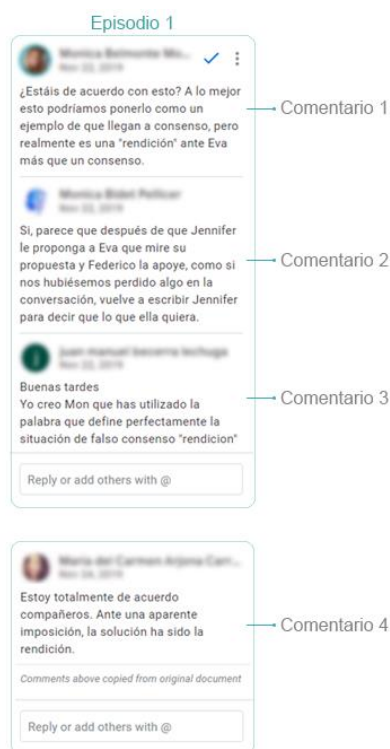 Episodio 1
¿Estáis de acuerdo con esto? A lo mejor
esto podríamos ponerlo como un
ejemplo de que llegan a consenso, pero
realmente es una "rendición" ante Eva
más que un consenso.
Comentario 1
Si, parece que después de que Jennifer
le proponga a Eva que mire su
propuesta y Federico la apoye, como si
nos hubiésemos perdido algo en la
conversación, vuelve a escribir Jennifer
para decir que lo que ella quiera.
Comentario 2
Buenas tardes
Yo creo Mon que has utilizado la
palabra que define perfectamente la
situación de falso consenso "rendicion"
Comentario 3
Reply or add others with @
Estoy totalmente de acuerdo
compañeros. Ante una aparente
imposición, la solución ha sido la
rendición.
Comentario 4
Comments above copied from original document
Reply or add others with @